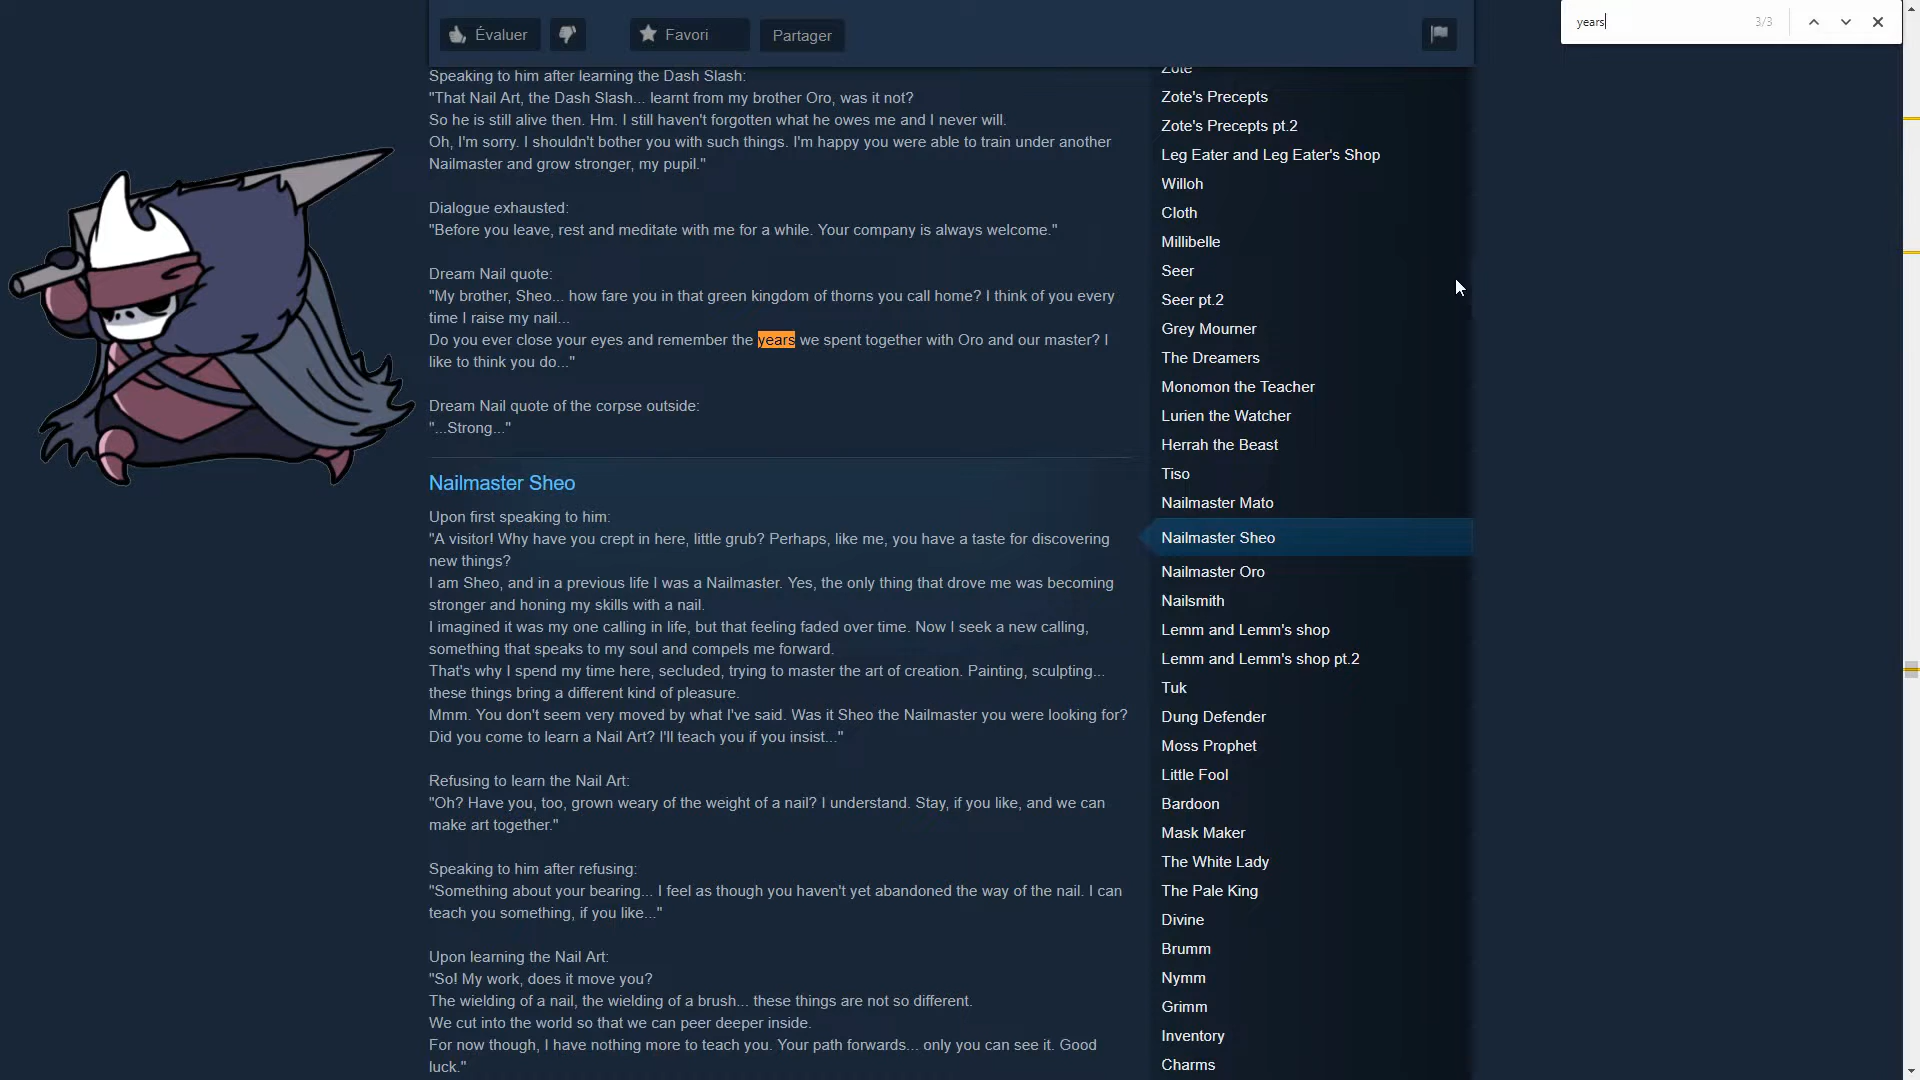 Évaluer
Favori
Partager
years
3/3
Speaking to him after learning the Dash Slash:
"That Nail Art, the Dash Slash... learnt from my brother Oro, was it not?
So he is still alive then. Hm. I still haven't forgotten what he owes me and I never will.
Oh, I'm sorry. I shouldn't bother you with such things. I'm happy you were able to train under another
Nailmaster and grow stronger, my pupil."
Dialogue exhausted:
"Before you leave, rest and meditate with me for a while. Your company is always welcome."
Dream Nail quote:
"My brother, Sheo... how fare you in that green kingdom of thorns you call home? I think of you every
time I raise my nail...
Do you ever close your eyes and remember the years we spent together with Oro and our master? I
like to think you do..."
Dream Nail quote of the corpse outside:
"...Strong..."
Nailmaster Sheo
Upon first speaking to him:
"A visitor! Why have you crept in here, little grub? Perhaps, like me, you have a taste for discovering
new things?
I am Sheo, and in a previous life I was a Nailmaster. Yes, the only thing that drove me was becoming
stronger and honing my skills with a nail.
I imagined it was my one calling in life, but that feeling faded over time. Now I seek a new calling,
something that speaks to my soul and compels me forward.
That's why I spend my time here, secluded, trying to master the art of creation. Painting, sculpting...
these things bring a different kind of pleasure.
Mmm. You don't seem very moved by what I've said. Was it Sheo the Nailmaster you were looking for?
Did you come to learn a Nail Art? I'll teach you if you insist..."
Refusing to learn the Nail Art:
"Oh? Have you, too, grown weary of the weight of a nail? I understand. Stay, if you like, and we can
make art together."
Speaking to him after refusing:
"Something about your bearing... I feel as though you haven't yet abandoned the way of the nail. I can
teach you something, if you like..."
Upon learning the Nail Art:
"So! My work, does it move you?
The wielding of a nail, the wielding of a brush... these things are not so different.
We cut into the world so that we can peer deeper inside.
For now though, I have nothing more to teach you. Your path forwards... only you can see it. Good
luck."
Zote
Zote's Precepts
Zote's Precepts pt.2
Leg Eater and Leg Eater's Shop
Willoh
Cloth
Millibelle
Seer
Seer pt.2
Grey Mourner
The Dreamers
Monomon the Teacher
Lurien the Watcher
Herrah the Beast
Tiso
Nailmaster Mato
Nailmaster Sheo
Nailmaster Oro
Nailsmith
Lemm and Lemm's shop
Lemm and Lemm's shop pt.2
Tuk
Dung Defender
Moss Prophet
Little Fool
Bardoon
Mask Maker
The White Lady
The Pale King
Divine
Brumm
Nymm
Grimm
Inventory
Charms